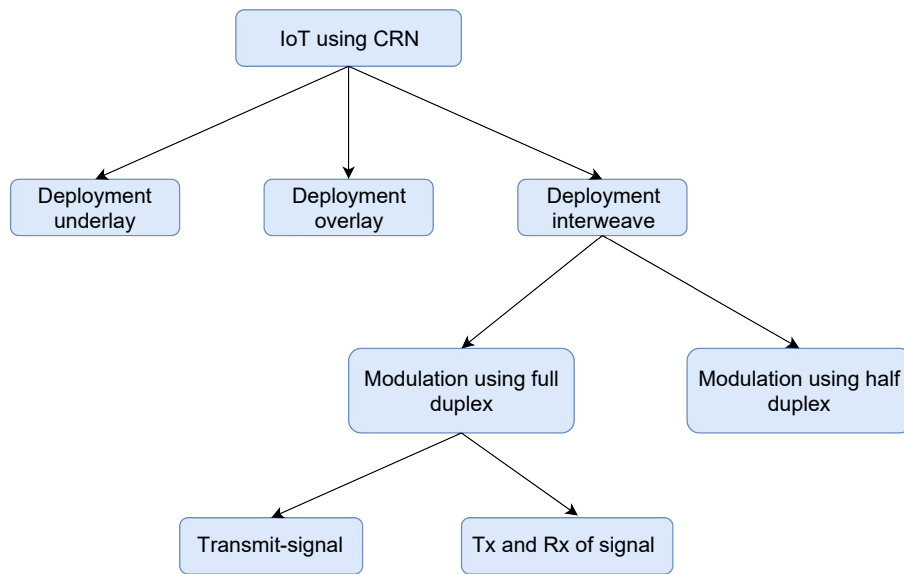 IoT using CRN
Deployment
underlay
Deployment
overlay
Deployment
interweave
Modulation using full
duplex
Modulation using half
duplex
Transmit-signal
Tx and Rx of signal